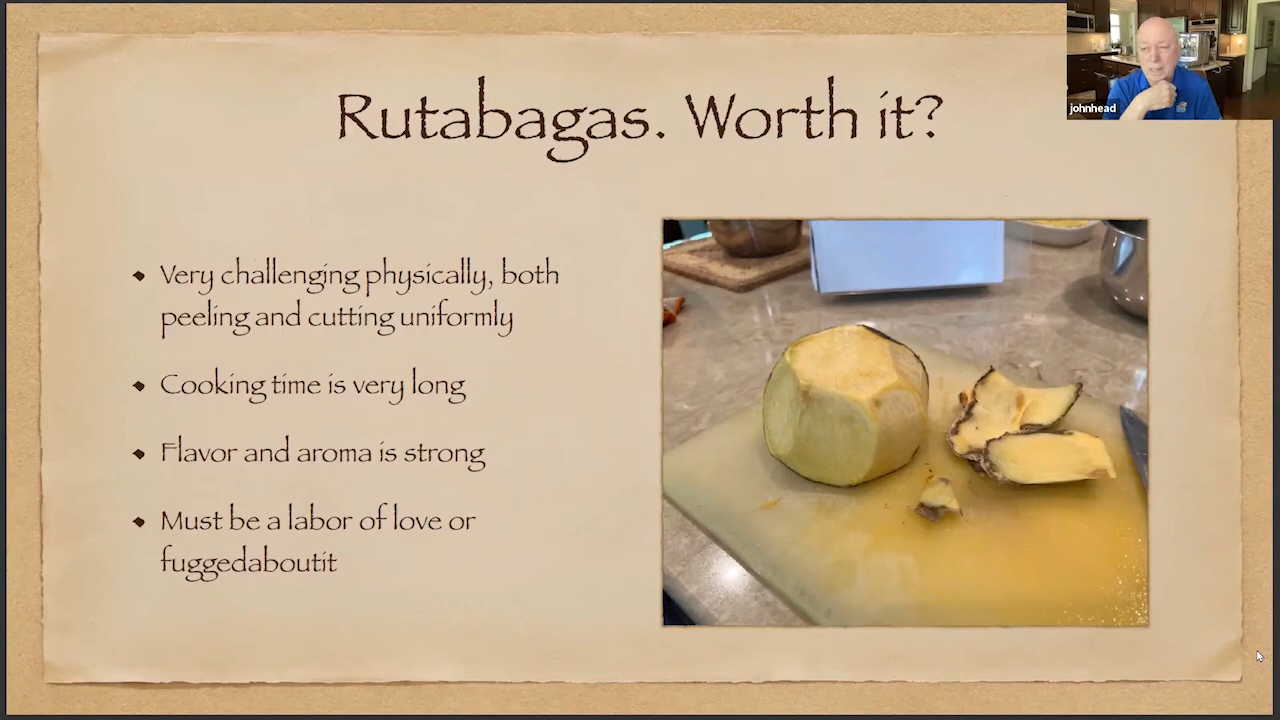 Rutabagas. Worth it?
johnhead
Very challenging physically, both
peeling and cutting uniformly
Cooking time is very long
Flavor and aroma is strong
Must be a labor of love or
fuggedaboutit